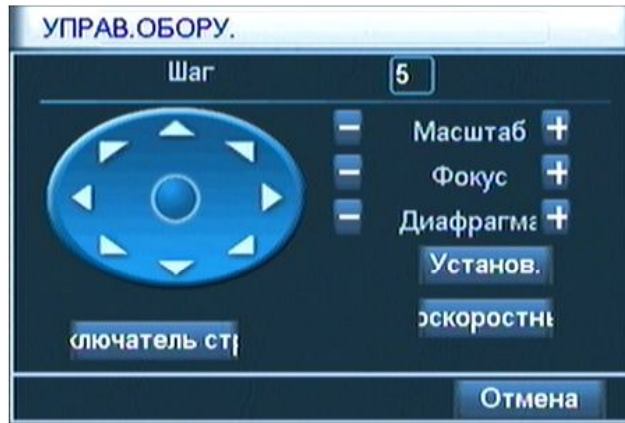 УПРАВ.ОБОРУ.
Шаг 5
− Масштаб +
− Фокус +
− Диафрагма +
Установ.
оскоростны
ключатель стр
Отмена